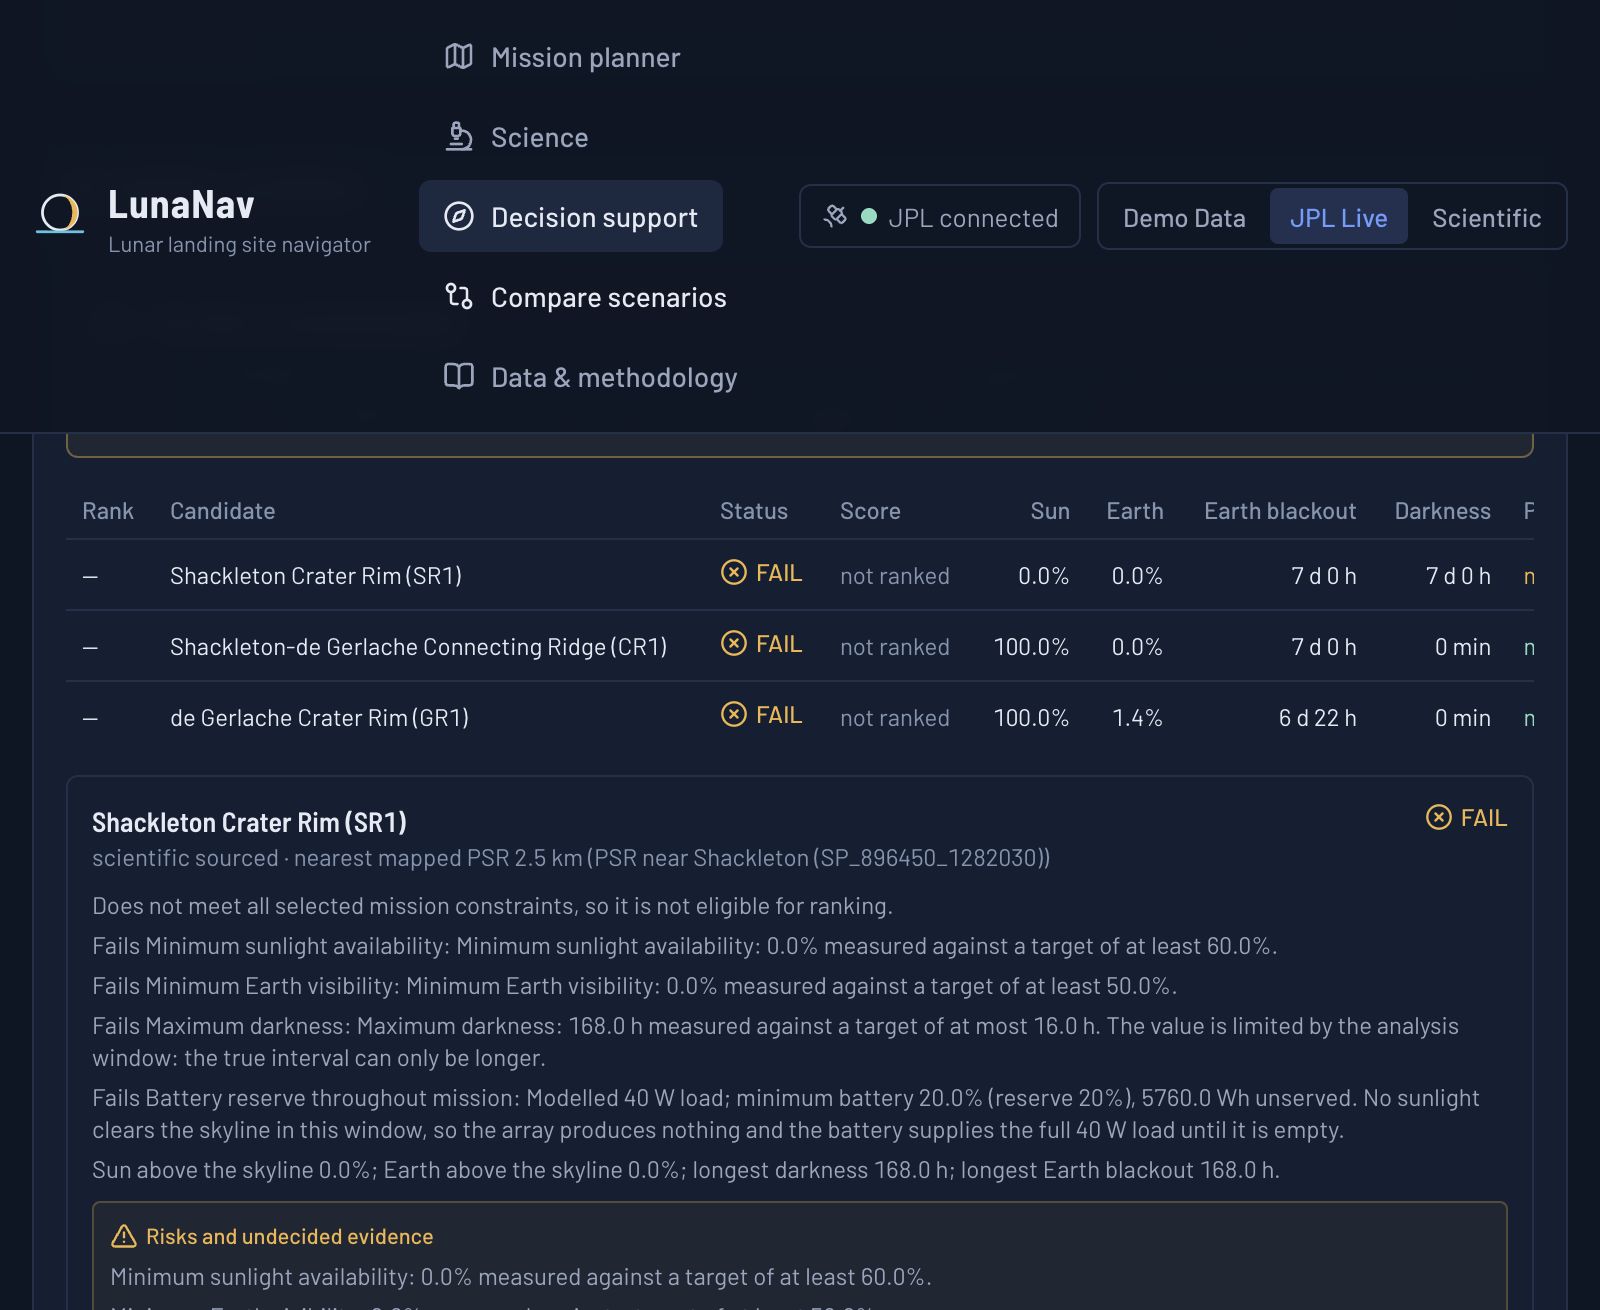 Mission planner
Science
LunaNav
Lunar landing site navigator
Decision support
JPL connected
Demo Data JPL Live Scientific
Compare scenarios
Data & methodology
Rank Candidate Status Score Sun Earth Earth blackout Darkness
— Shackleton Crater Rim (SR1) FAIL not ranked 0.0% 0.0% 7 d 0 h 7 d 0 h
— Shackleton-de Gerlache Connecting Ridge (CR1) FAIL not ranked 100.0% 0.0% 7 d 0 h 0 min
— de Gerlache Crater Rim (GR1) FAIL not ranked 100.0% 1.4% 6 d 22 h 0 min
Shackleton Crater Rim (SR1) FAIL
scientific sourced · nearest mapped PSR 2.5 km (PSR near Shackleton (SP_896450_1282030))
Does not meet all selected mission constraints, so it is not eligible for ranking.
Fails Minimum sunlight availability: Minimum sunlight availability: 0.0% measured against a target of at least 60.0%.
Fails Minimum Earth visibility: Minimum Earth visibility: 0.0% measured against a target of at least 50.0%.
Fails Maximum darkness: Maximum darkness: 168.0 h measured against a target of at most 16.0 h. The value is limited by the analysis
window: the true interval can only be longer.
Fails Battery reserve throughout mission: Modelled 40 W load; minimum battery 20.0% (reserve 20%), 5760.0 Wh unserved. No sunlight
clears the skyline in this window, so the array produces nothing and the battery supplies the full 40 W load until it is empty.
Sun above the skyline 0.0%; Earth above the skyline 0.0%; longest darkness 168.0 h; longest Earth blackout 168.0 h.
Risks and undecided evidence
Minimum sunlight availability: 0.0% measured against a target of at least 60.0%.